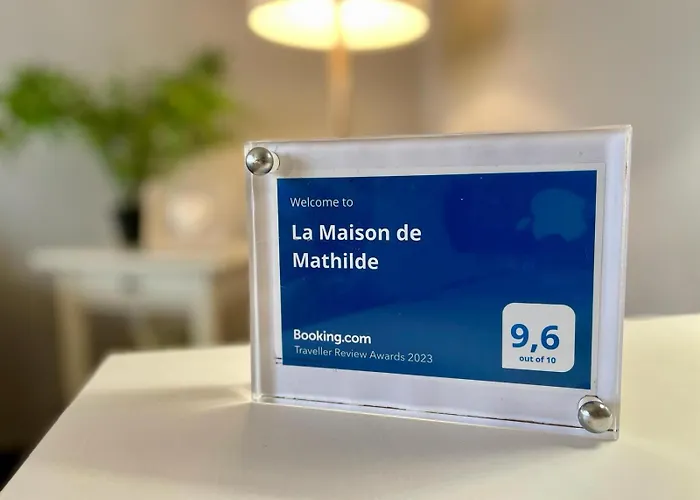 Welcome to
La Maison de
Mathilde
Booking.com
Traveller Review Awards 2023
9,6
out of 10